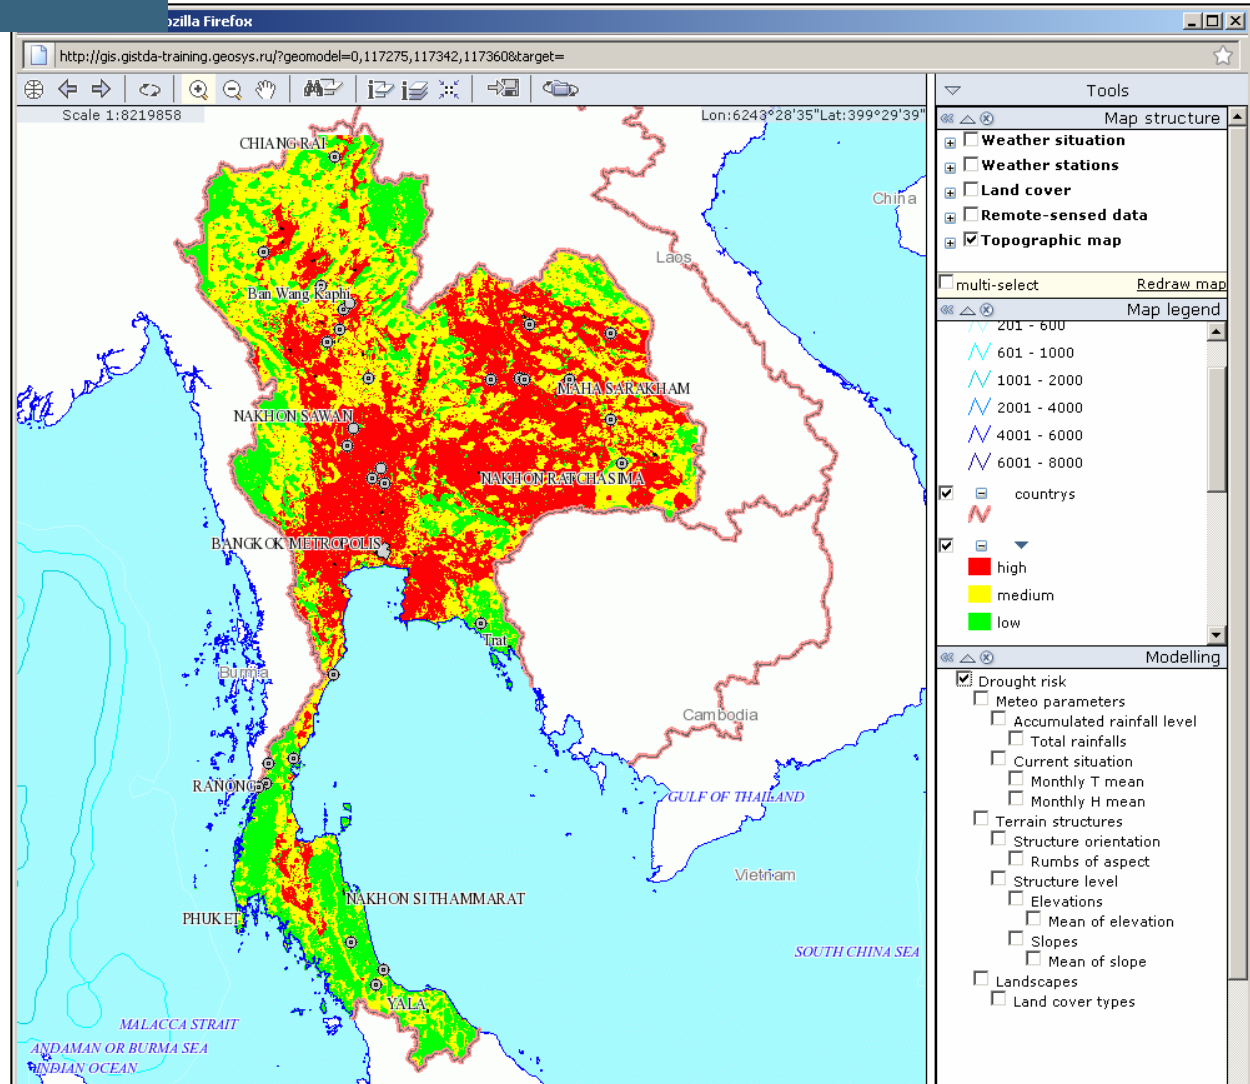 ozilla Firefox
http://gis.gistda-training.geosys.ru/?geomodel=0,117275,117342,117360&target=
Tools
Scale 1:8219858
Lon:6243°28'35"Lat:399°29'39"
CHIANG RAI
China
Laos
Ban Wang Kaphi
MAHA SARAKHAM
NAKHON SAWAN
NAKHON RATCHASIMA
BANGKOK METROPOLIS
Trat
Burma
Cambodia
RANONG
GULF OF THAILAND
Vietnam
NAKHON SI THAMMARAT
PHUKET
SOUTH CHINA SEA
YALA
MALACCA STRAIT
ANDAMAN OR BURMA SEA
INDIAN OCEAN
Map structure
Weather situation
Weather stations
Land cover
Remote-sensed data
Topographic map
multi-select Redraw map
Map legend
201 - 600
601 - 1000
1001 - 2000
2001 - 4000
4001 - 6000
6001 - 8000
countrys
high
medium
low
Modelling
Drought risk
Meteo parameters
Accumulated rainfall level
Total rainfalls
Current situation
Monthly T mean
Monthly H mean
Terrain structures
Structure orientation
Rumbs of aspect
Structure level
Elevations
Mean of elevation
Slopes
Mean of slope
Landscapes
Land cover types